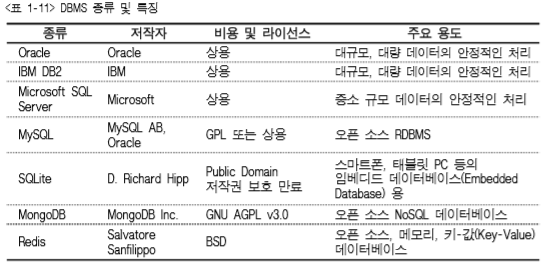 <표 1-11> DBMS 종류 및 특징
종류 저작자 비용 및 라이선스 주요 용도
Oracle Oracle 상용 대규모, 대량 데이터의 안정적인 처리
IBM DB2 IBM 상용 대규모, 대량 데이터의 안정적인 처리
Microsoft SQL Server Microsoft 상용 중소 규모 데이터의 안정적인 처리
MySQL MySQL AB, Oracle GPL 또는 상용 오픈 소스 RDBMS
SQLite D. Richard Hipp Public Domain 저작권 보호 만료 스마트폰, 태블릿 PC 등의 임베디드 데이터베이스(Embedded Database) 용
MongoDB MongoDB Inc. GNU AGPL v3.0 오픈 소스 NoSQL 데이터베이스
Redis Salvatore Sanfilippo BSD 오픈 소스, 메모리, 키-값(Key-Value) 데이터베이스